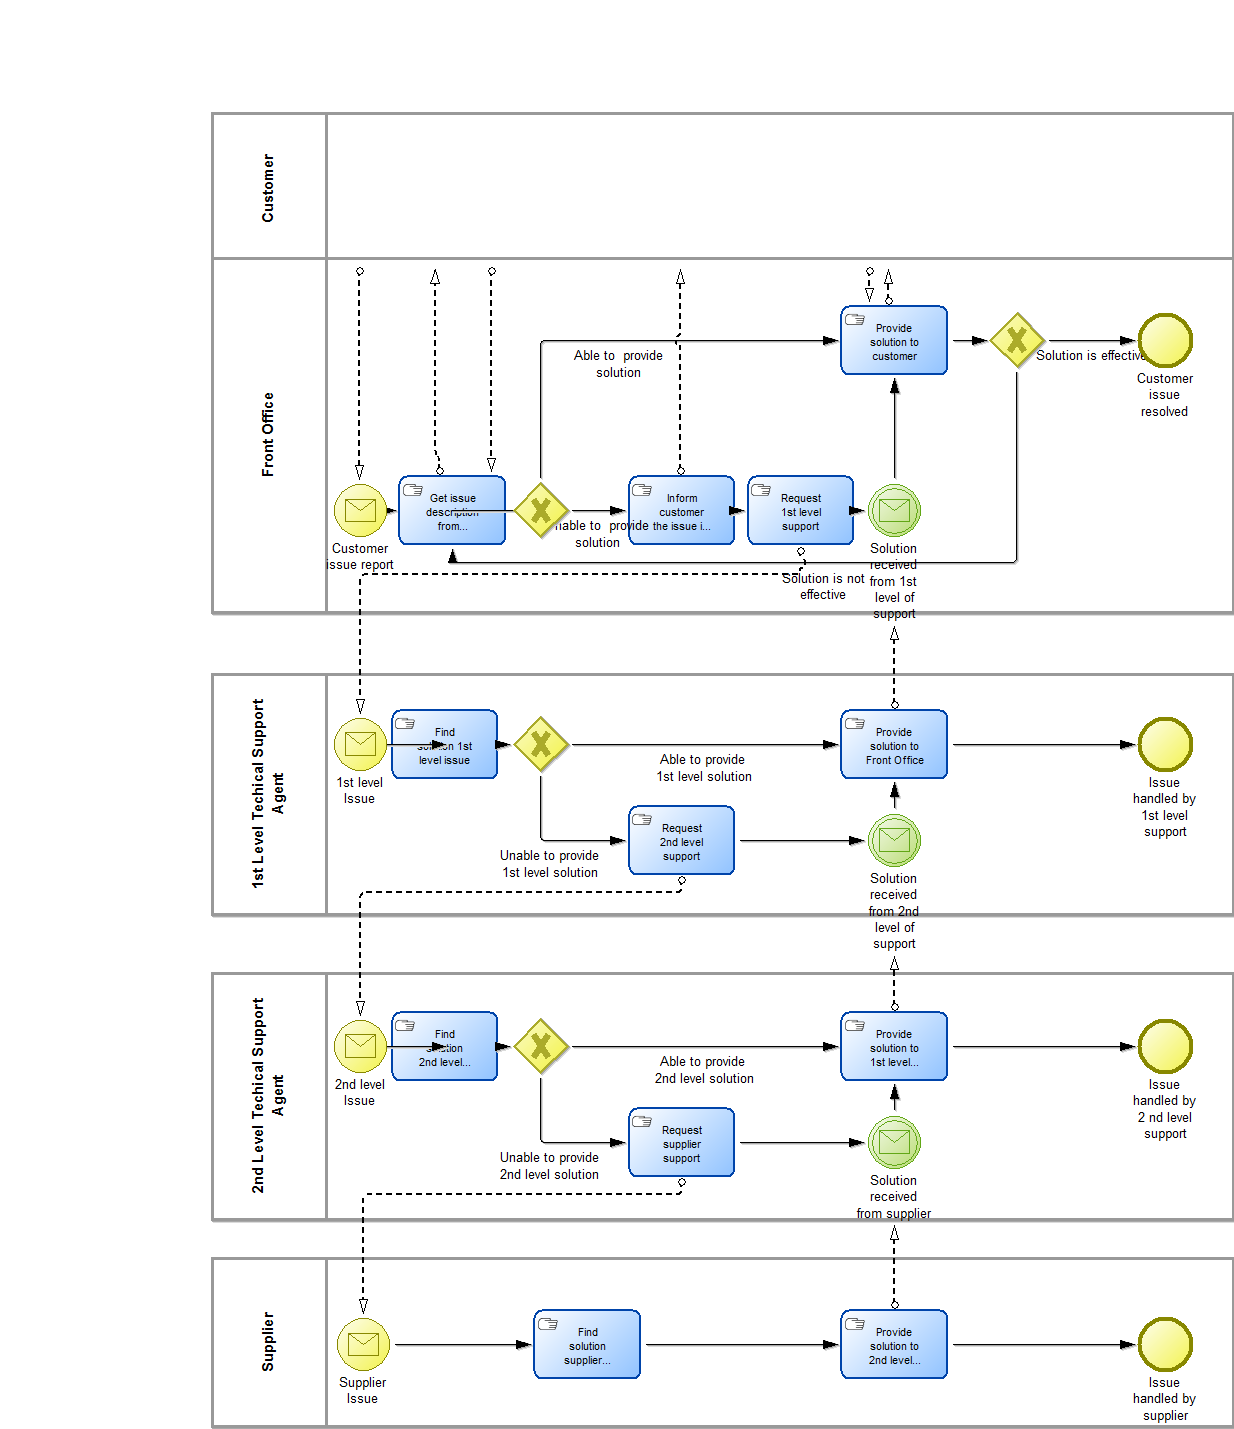 Customer
Front Office
Able to  provide
solution
Provide
solution to
customer
Solution is effective
Customer
issue
resolved
Customer
issue report
Get issue
description
from...
Unable to  provide
solution
Inform
customer
the issue i...
Request
1st level
support
Solution
received
from 1st
level of
support
Solution is not
effective
1st Level Techical Support
Agent
1st level
Issue
Find
solution 1st
level issue
Able to provide
1st level solution
Provide
solution to
Front Office
Issue
handled by
1st level
support
Unable to provide
1st level solution
Request
2nd level
support
Solution
received
from 2nd
level of
support
2nd Level Techical Support
Agent
2nd level
Issue
Find
solution
2nd level...
Able to provide
2nd level solution
Provide
solution to
1st level...
Issue
handled by
2 nd level
support
Unable to provide
2nd level solution
Request
supplier
support
Solution
received
from supplier
Supplier
Supplier
Issue
Find
solution
supplier...
Provide
solution to
2nd level...
Issue
handled by
supplier